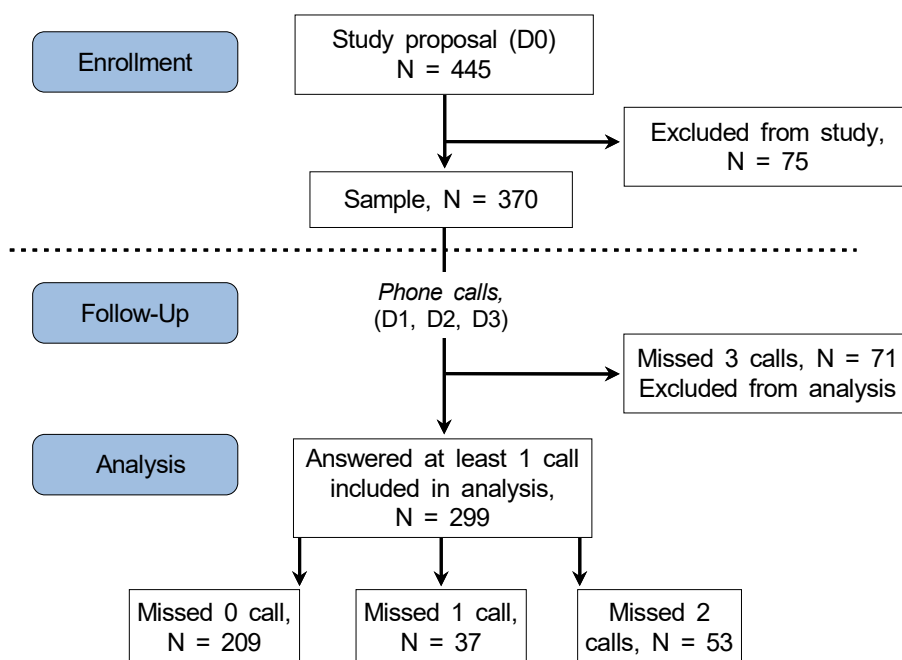 Enrollment
Study proposal (D0)
N = 445
Excluded from study,
N = 75
Sample, N = 370
Follow-Up
Phone calls,
(D1, D2, D3)
Missed 3 calls, N = 71
Excluded from analysis
Analysis
Answered at least 1 call
included in analysis,
N = 299
Missed 0 call,
N = 209
Missed 1 call,
N = 37
Missed 2
calls, N = 53